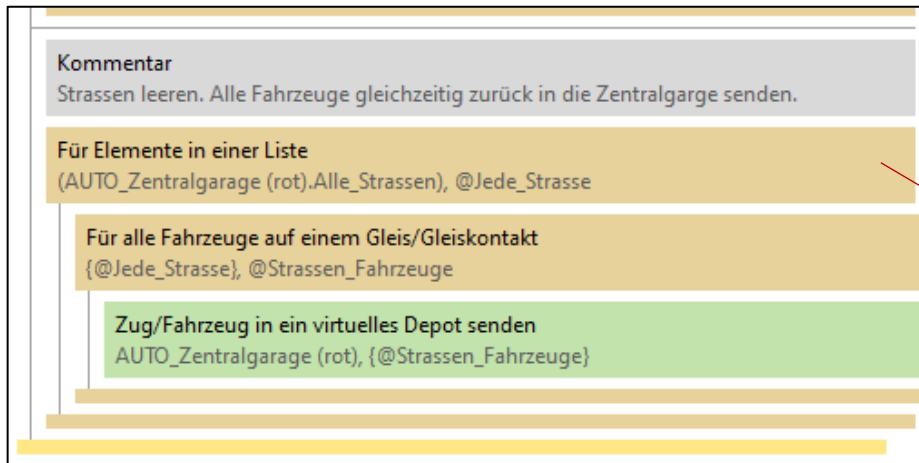 Kommentar
Strassen leeren. Alle Fahrzeuge gleichzeitig zurück in die Zentralgarge senden.
Für Elemente in einer Liste
(AUTO_Zentralgarage (rot).Alle_Strassen), @Jede_Strasse
Für alle Fahrzeuge auf einem Gleis/Gleiskontakt
{@Jede_Strasse}, @Strassen_Fahrzeuge
Zug/Fahrzeug in ein virtuelles Depot senden
AUTO_Zentralgarage (rot), {@Strassen_Fahrzeuge}